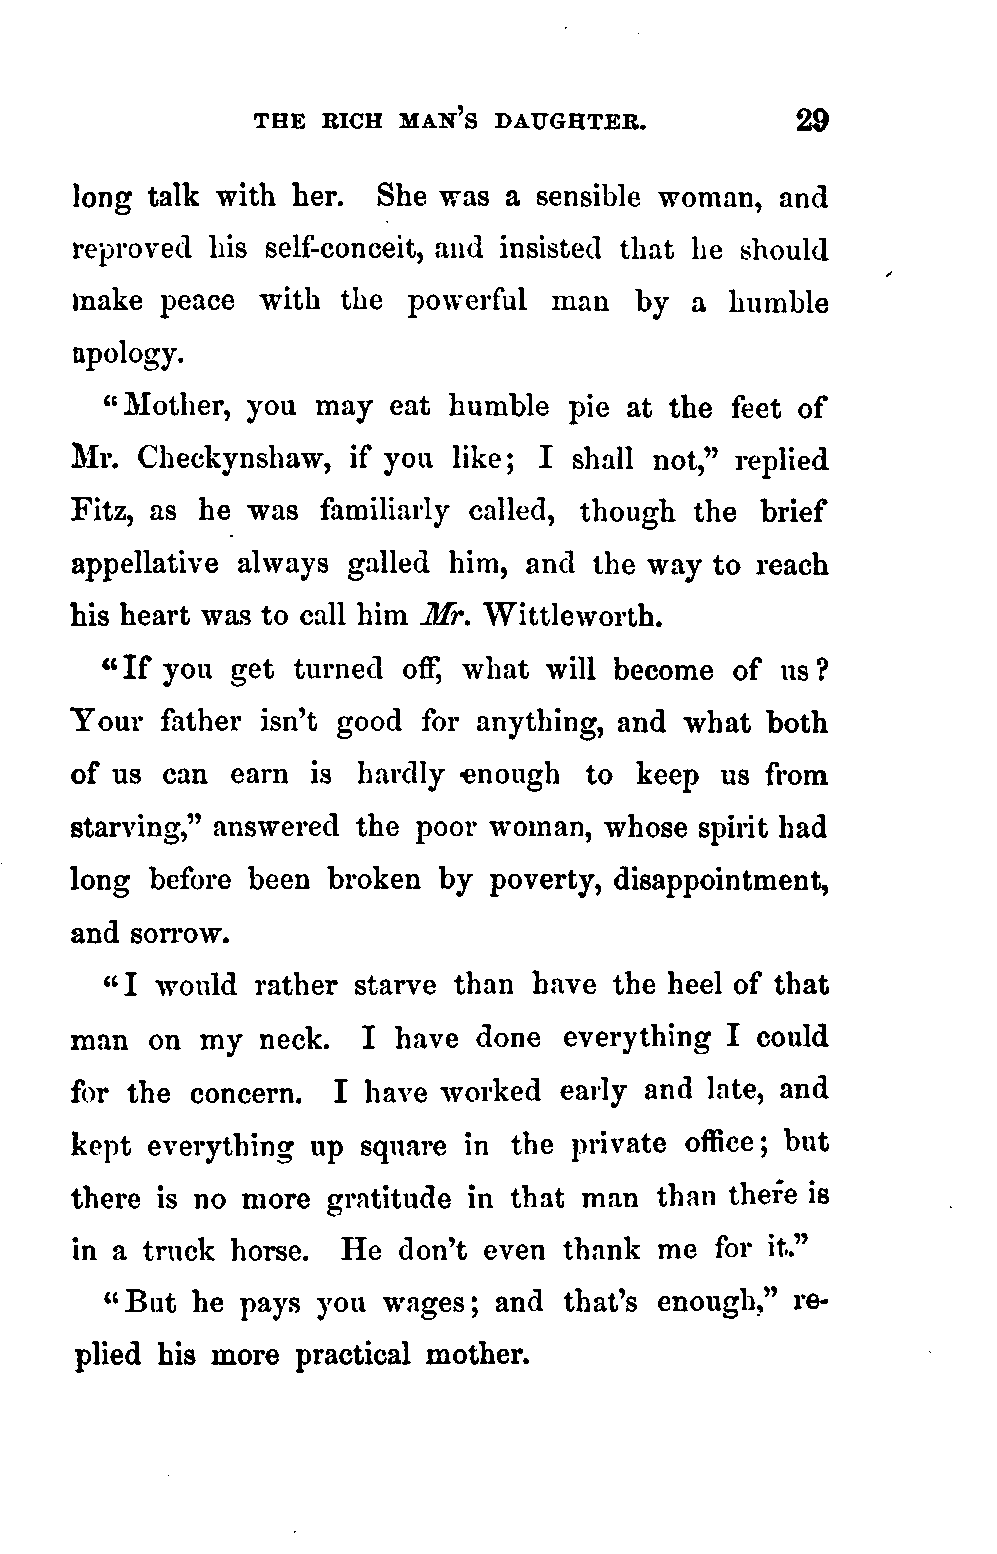 THE RICH MAN'S DAUGHTER. 29
long talk with her. She was a sensible woman, and
reproved his self-conceit, and insisted that he should
make peace with the powerful man by a humble
apology.
“Mother, you may eat humble pie at the feet of
Mr. Checkynshaw, if you like; I shall not,” replied
Fitz, as he was familiarly called, though the brief
appellative always galled him, and the way to reach
his heart was to call him Mr. Wittleworth.
“If you get turned off, what will become of us?
Your father isn't good for anything, and what both
of us can earn is hardly enough to keep us from
starving,” answered the poor woman, whose spirit had
long before been broken by poverty, disappointment,
and sorrow.
“I would rather starve than have the heel of that
man on my neck. I have done everything I could
for the concern. I have worked early and late, and
kept everything up square in the private office; but
there is no more gratitude in that man than there is
in a truck horse. He don't even thank me for it.”
“But he pays you wages; and that's enough,” re-
plied his more practical mother.